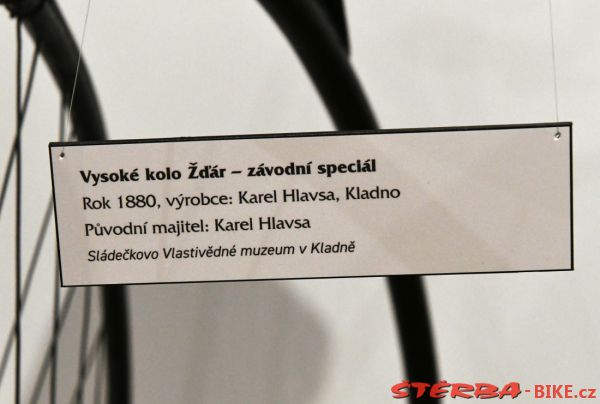 Vysoké kolo Žďár – závodní speciál
Rok 1880, výrobce: Karel Hlavsa, Kladno
Původní majitel: Karel Hlavsa
Sládečkovo Vlastivědné muzeum v Kladně
ŠTĚRBA-BIKE.cz